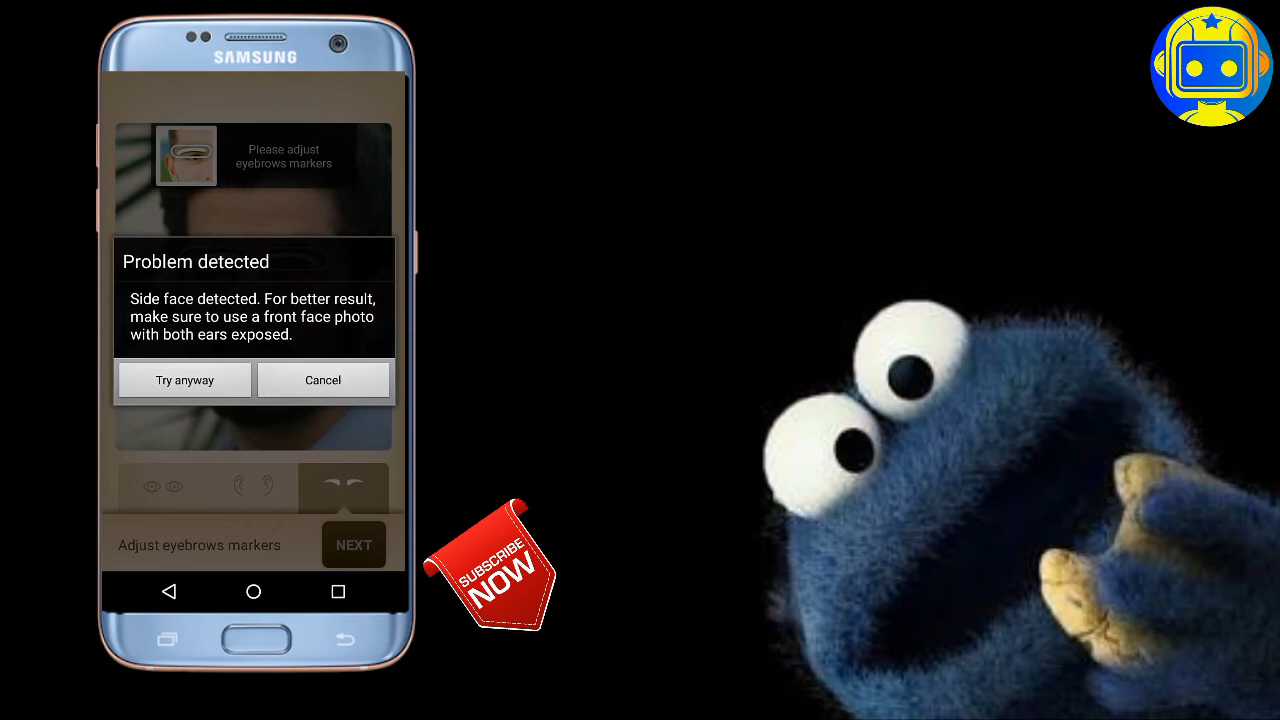 SAMSUNG
Please adjust
eyebrows markers
Problem detected
Side face detected. For better result,
make sure to use a front face photo
with both ears exposed.
Try anyway
Cancel
Adjust eyebrows markers
NEXT
SUBSCRIBE
NOW